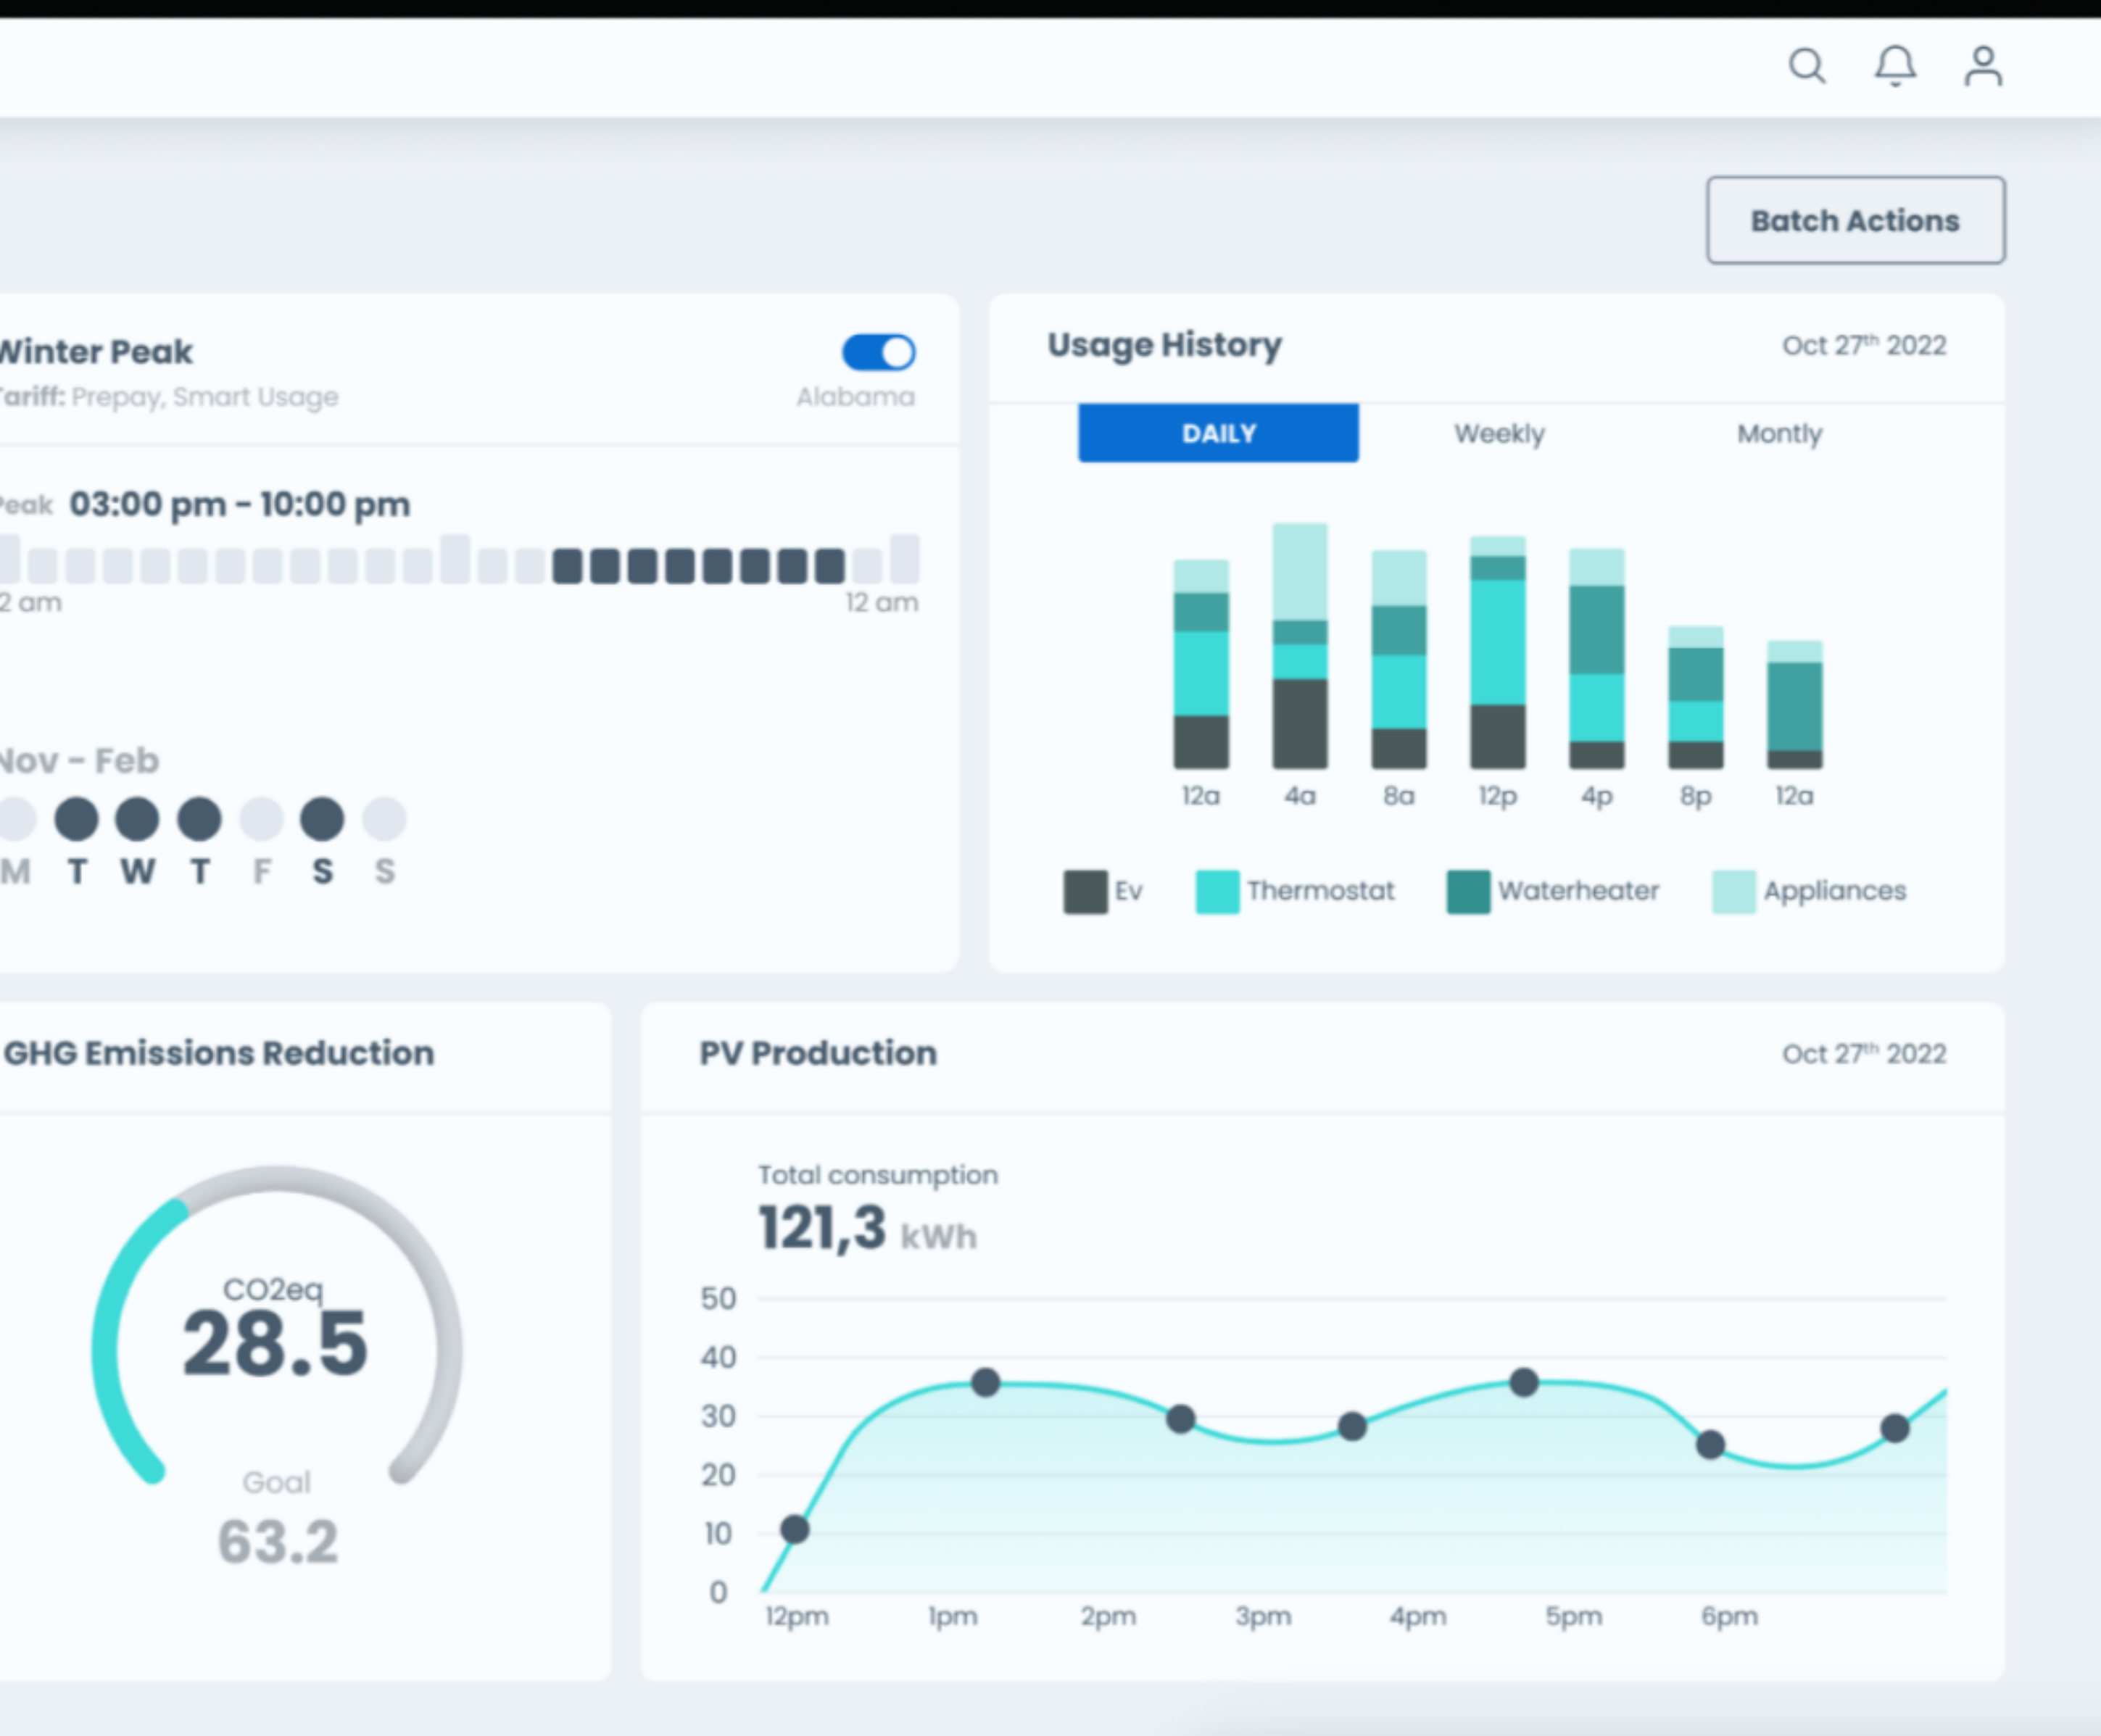 Batch Actions
Winter Peak
Tariff: Prepay, Smart Usage
Alabama
Peak 03:00 pm - 10:00 pm
2 am
12 am
Nov - Feb
M T W T F S S
Usage History
Oct 27th 2022
DAILY Weekly Montly
12a 4a 8a 12p 4p 8p 12a
Ev Thermostat Waterheater Appliances
GHG Emissions Reduction
CO2eq
28.5
Goal
63.2
PV Production
Oct 27th 2022
Total consumption
121,3 kWh
50
40
30
20
10
0
12pm 1pm 2pm 3pm 4pm 5pm 6pm